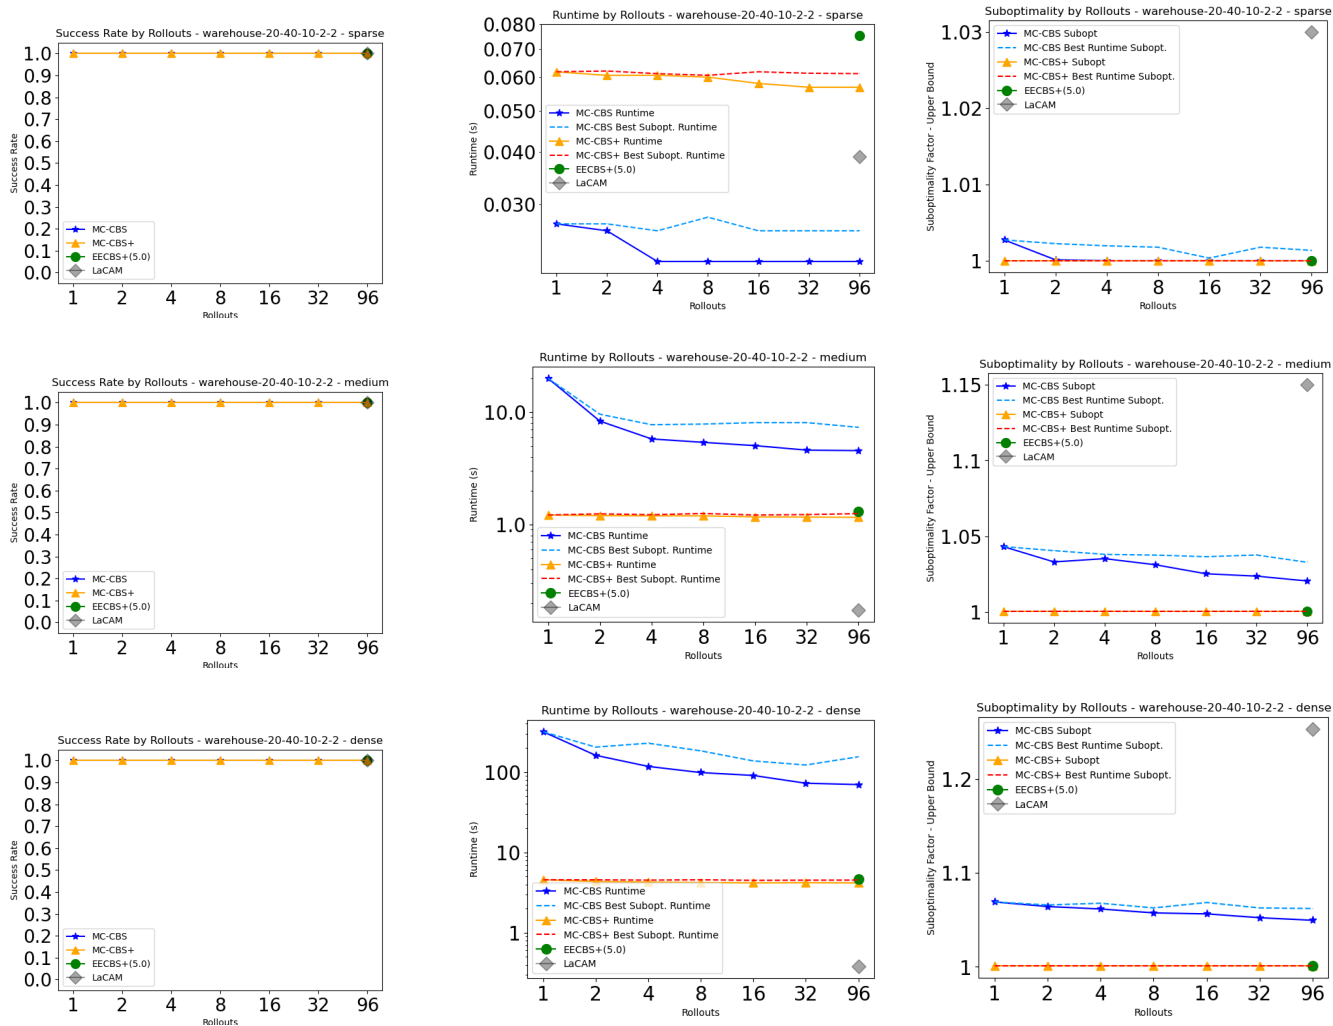 Success Rate by Rollouts - warehouse-20-40-10-2-2 - sparse
Success Rate
1.0
0.9
0.8
0.7
0.6
0.5
0.4
0.3
0.2
0.1
0.0
MC-CBS
MC-CBS+
EECBS+(5.0)
LaCAM
1 2 4 8 16 32 96
Rollouts
Runtime by Rollouts - warehouse-20-40-10-2-2 - sparse
Runtime (s)
0.080
0.070
0.060
0.050
0.040
0.030
MC-CBS Runtime
MC-CBS Best Subopt. Runtime
MC-CBS+ Runtime
MC-CBS+ Best Subopt. Runtime
EECBS+(5.0)
LaCAM
1 2 4 8 16 32 96
Rollouts
Suboptimality by Rollouts - warehouse-20-40-10-2-2 - sparse
Suboptimality Factor - Upper Bound
1.03
1.02
1.01
1
MC-CBS Subopt
MC-CBS Best Runtime Subopt.
MC-CBS+ Subopt
MC-CBS+ Best Runtime Subopt.
EECBS+(5.0)
LaCAM
1 2 4 8 16 32 96
Rollouts
Success Rate by Rollouts - warehouse-20-40-10-2-2 - medium
Success Rate
1.0
0.9
0.8
0.7
0.6
0.5
0.4
0.3
0.2
0.1
0.0
MC-CBS
MC-CBS+
EECBS+(5.0)
LaCAM
1 2 4 8 16 32 96
Rollouts
Runtime by Rollouts - warehouse-20-40-10-2-2 - medium
Runtime (s)
10.0
1.0
MC-CBS Runtime
MC-CBS Best Subopt. Runtime
MC-CBS+ Runtime
MC-CBS+ Best Subopt. Runtime
EECBS+(5.0)
LaCAM
1 2 4 8 16 32 96
Rollouts
Suboptimality by Rollouts - warehouse-20-40-10-2-2 - medium
Suboptimality Factor - Upper Bound
1.15
1.1
1.05
1
MC-CBS Subopt
MC-CBS Best Runtime Subopt.
MC-CBS+ Subopt
MC-CBS+ Best Runtime Subopt.
EECBS+(5.0)
LaCAM
1 2 4 8 16 32 96
Rollouts
Success Rate by Rollouts - warehouse-20-40-10-2-2 - dense
Success Rate
1.0
0.9
0.8
0.7
0.6
0.5
0.4
0.3
0.2
0.1
0.0
MC-CBS
MC-CBS+
EECBS+(5.0)
LaCAM
1 2 4 8 16 32 96
Rollouts
Runtime by Rollouts - warehouse-20-40-10-2-2 - dense
Runtime (s)
100
10
1
MC-CBS Runtime
MC-CBS Best Subopt. Runtime
MC-CBS+ Runtime
MC-CBS+ Best Subopt. Runtime
EECBS+(5.0)
LaCAM
1 2 4 8 16 32 96
Rollouts
Suboptimality by Rollouts - warehouse-20-40-10-2-2 - dense
Suboptimality Factor - Upper Bound
1.2
1.1
1
MC-CBS Subopt
MC-CBS Best Runtime Subopt.
MC-CBS+ Subopt
MC-CBS+ Best Runtime Subopt.
EECBS+(5.0)
LaCAM
1 2 4 8 16 32 96
Rollouts